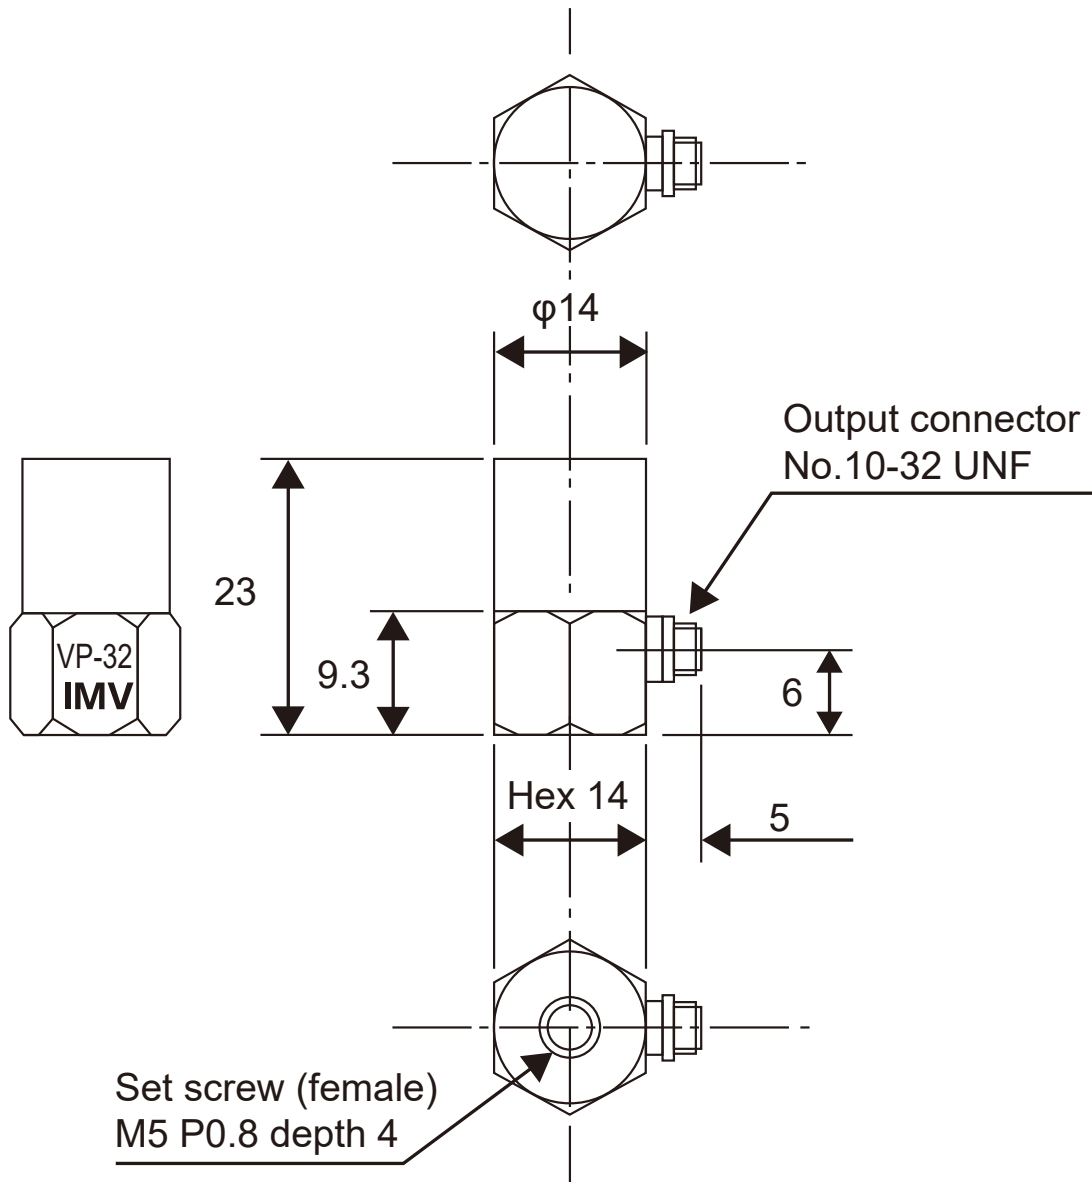 φ14
Output connector
No.10-32 UNF
23
9.3
VP-32
IMV
6
Hex 14
5
Set screw (female)
M5 P0.8 depth 4